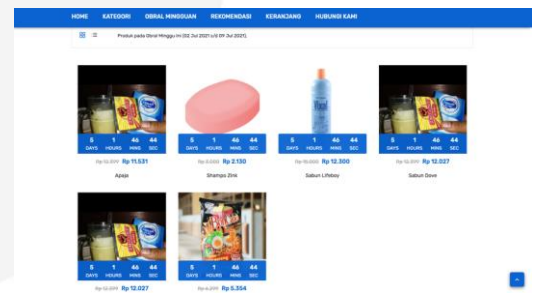 HOME KATEGORI OBRAL MINGGUAN REKOMENDASI KERANJANG HUBUNGI KAMI
Produk pada Obral Minggu Ini (02 Jul 2021 s/d 09 Jul 2021).
5 1 46 44 5 1 46 44 5 1 46 44 5 1 46 44
DAYS HOURS MINS SEC DAYS HOURS MINS SEC DAYS HOURS MINS SEC DAYS HOURS MINS SEC
Rp 11.531 Rp 2.130 Rp 12.300 Rp 12.027
Apaja Shampo Zink Sabun Lifeboy Sabun Dove
5 1 46 44 5 1 46 44
DAYS HOURS MINS SEC DAYS HOURS MINS SEC
Rp 12.027 Rp 5.354